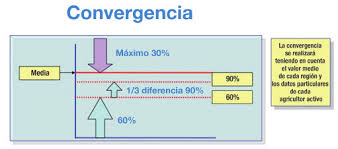 Convergencia
Máximo 30%
Media
90%
1/3 diferencia 90%
60%
60%
La convergencia
se realizará
teniendo en cuenta
el valor medio
de cada región y
los datos particulares
de cada
agricultor activo